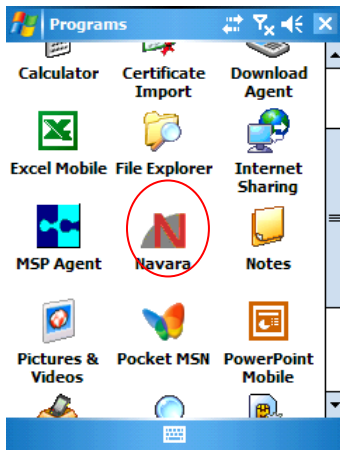 Programs
Calculator Certificate Import Download Agent
Excel Mobile File Explorer Internet Sharing
MSP Agent Navara Notes
Pictures & Videos Pocket MSN PowerPoint Mobile